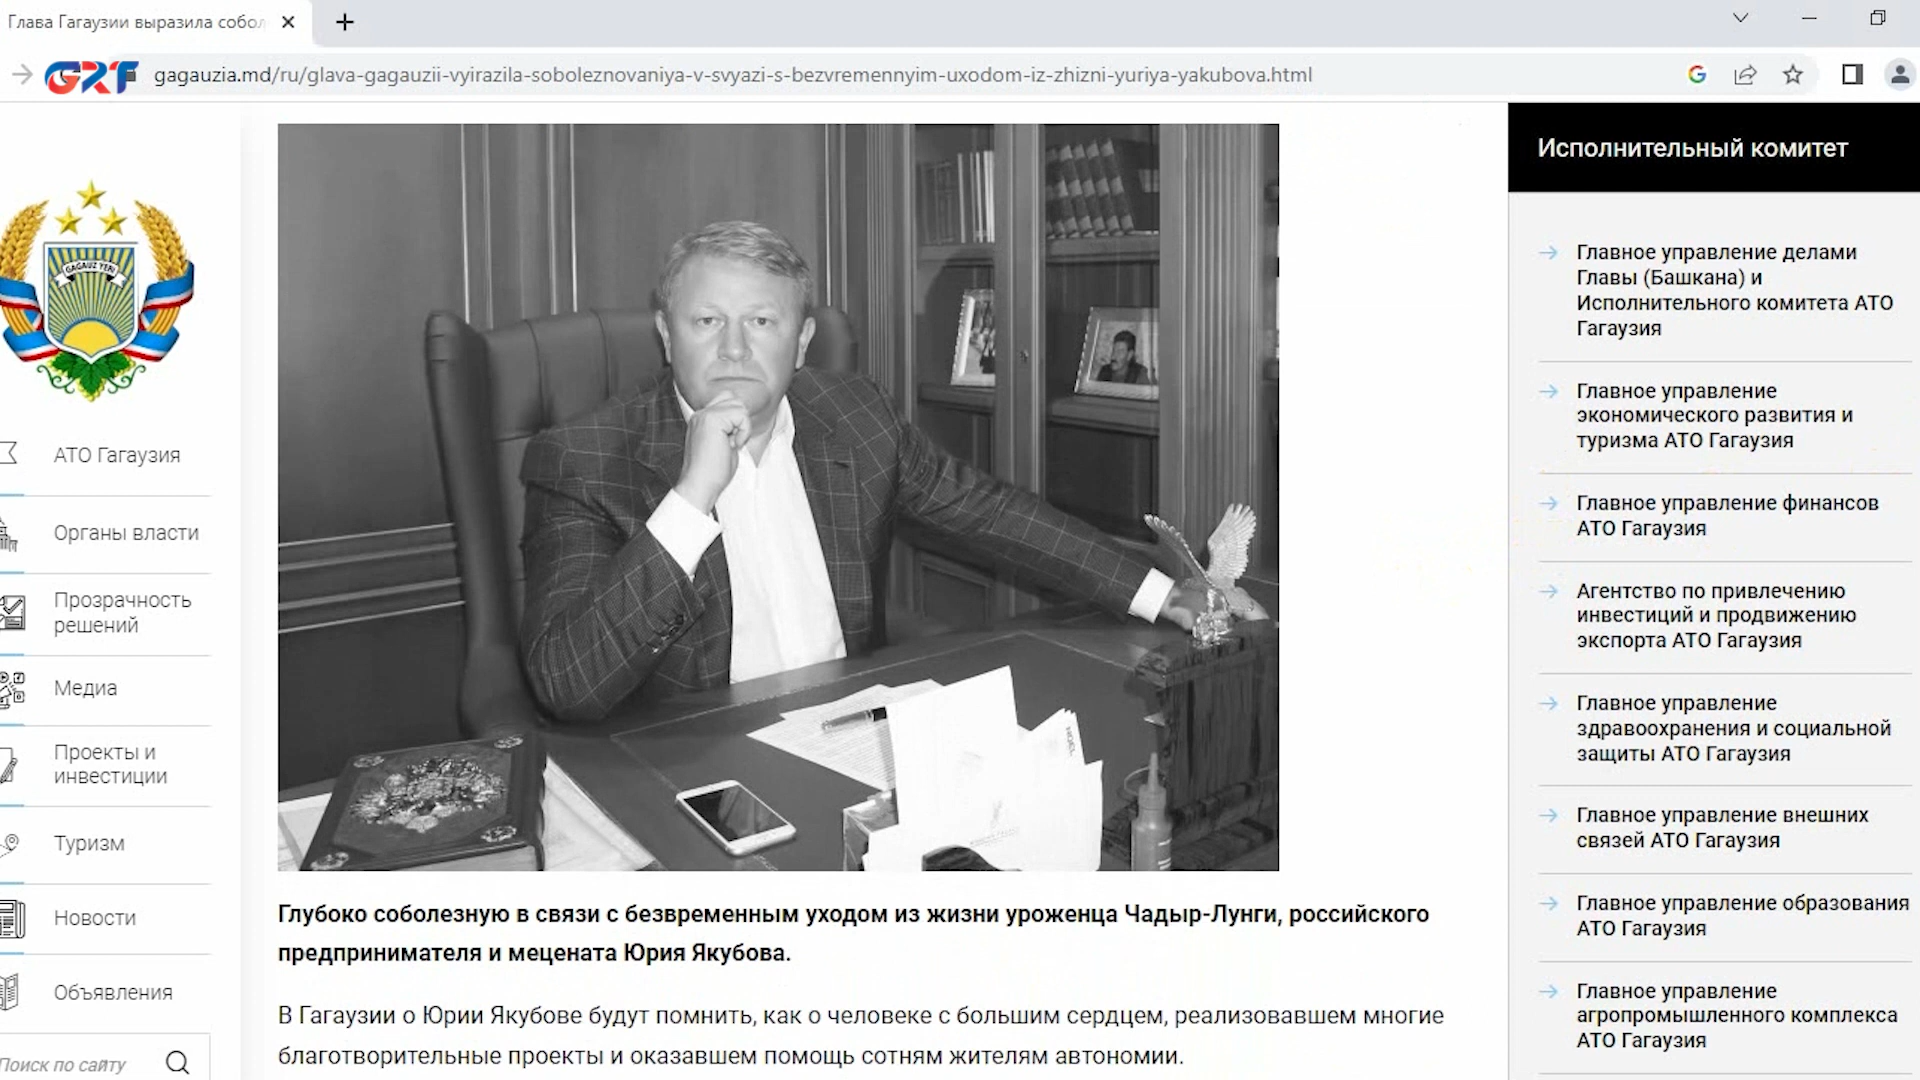 Глава Гагаузии выразила собол
GRT
gagauzia.md/ru/glava-gagauzii-vyirazila-soboleznovaniya-v-svyazi-s-bezvremennyim-uxodom-iz-zhizni-yuriya-yakubova.html
GAGAUZ YERI
АТО Гагаузия
Органы власти
Прозрачность
решений
Медиа
Проекты и
инвестиции
Туризм
Новости
Объявления
Поиск по сайту
Глубоко соболезную в связи с безвременным уходом из жизни уроженца Чадыр-Лунги, российского
предпринимателя и мецената Юрия Якубова.
В Гагаузии о Юрии Якубове будут помнить, как о человеке с большим сердцем, реализовавшем многие
благотворительные проекты и оказавшем помощь сотням жителям автономии.
Исполнительный комитет
Главное управление делами
Главы (Башкана) и
Исполнительного комитета АТО
Гагаузия
Главное управление
экономического развития и
туризма АТО Гагаузия
Главное управление финансов
АТО Гагаузия
Агентство по привлечению
инвестиций и продвижению
экспорта АТО Гагаузия
Главное управление
здравоохранения и социальной
защиты АТО Гагаузия
Главное управление внешних
связей АТО Гагаузия
Главное управление образования
АТО Гагаузия
Главное управление
агропромышленного комплекса
АТО Гагаузия